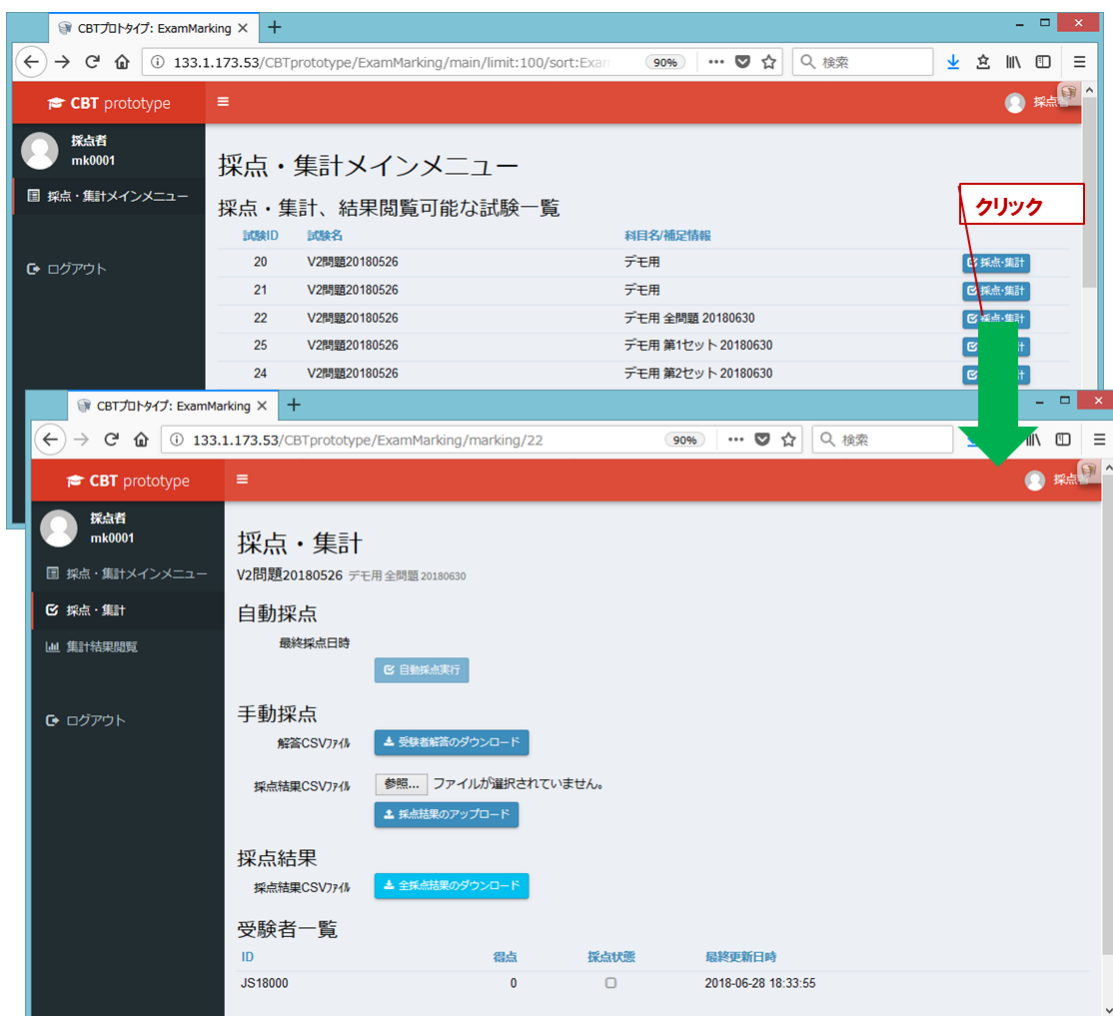 CBTプロトタイプ: ExamMarking × +
133.1.173.53/CBTprototype/ExamMarking/main/limit:100/sort:Exam 90% 検索
CBT prototype
採点者
採点者
mk0001
採点・集計メインメニュー
ログアウト
採点・集計メインメニュー
採点・集計、結果閲覧可能な試験一覧
クリック
試験ID 試験名 科目名/補足情報
20 V2問題20180526 デモ用 採点・集計
21 V2問題20180526 デモ用 採点・集計
22 V2問題20180526 デモ用 全問題 20180630 採点・集計
25 V2問題20180526 デモ用 第1セット 20180630 計
24 V2問題20180526 デモ用 第2セット 20180630 計
CBTプロトタイプ: ExamMarking × +
133.1.173.53/CBTprototype/ExamMarking/marking/22 90% 検索
CBT prototype
採点者
採点者
mk0001
採点・集計メインメニュー
採点・集計
集計結果閲覧
ログアウト
採点・集計
V2問題20180526 デモ用 全問題 20180630
自動採点
最終採点日時
自動採点実行
手動採点
解答CSVファイル 受験者解答のダウンロード
採点結果CSVファイル 参照... ファイルが選択されていません。
採点結果のアップロード
採点結果
採点結果CSVファイル 全採点結果のダウンロード
受験者一覧
ID 得点 採点状態 最終更新日時
JS18000 0 2018-06-28 18:33:55